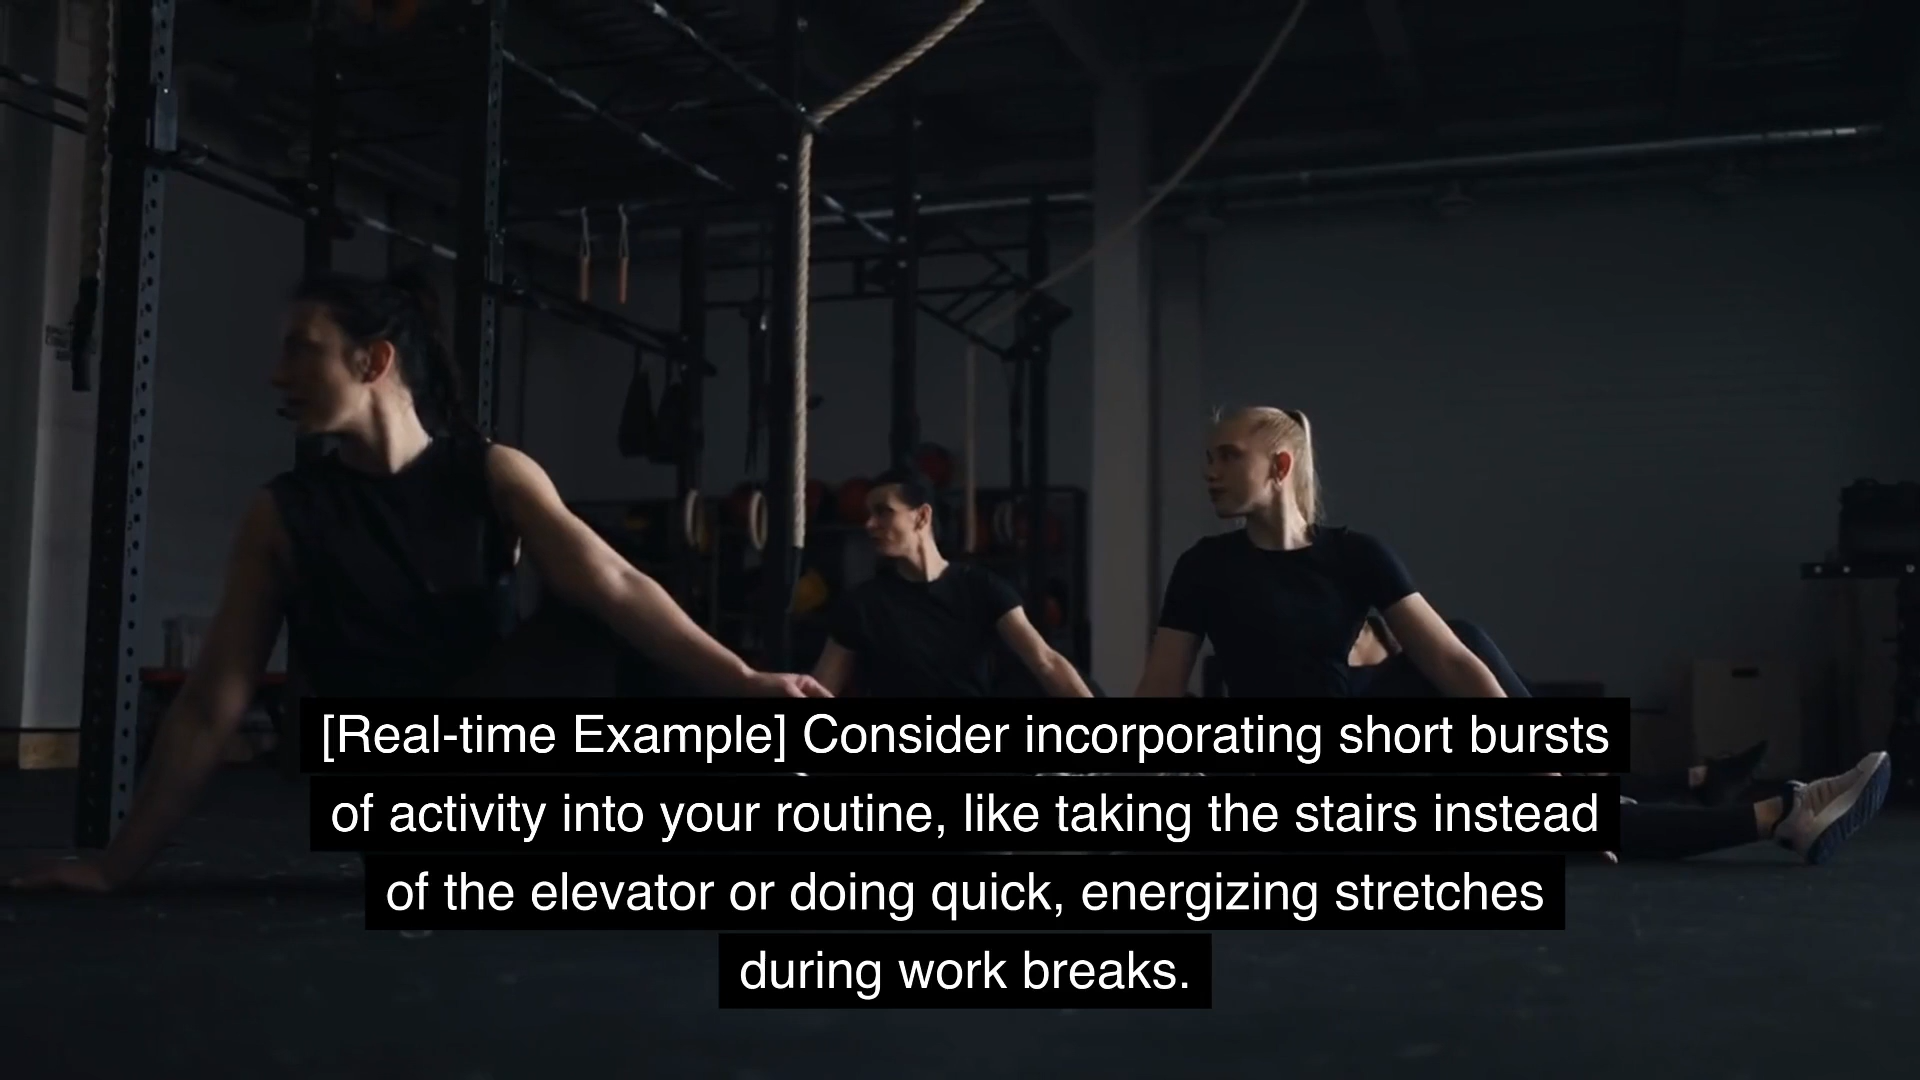 [Real-time Example] Consider incorporating short bursts
of activity into your routine, like taking the stairs instead
of the elevator or doing quick, energizing stretches
during work breaks.